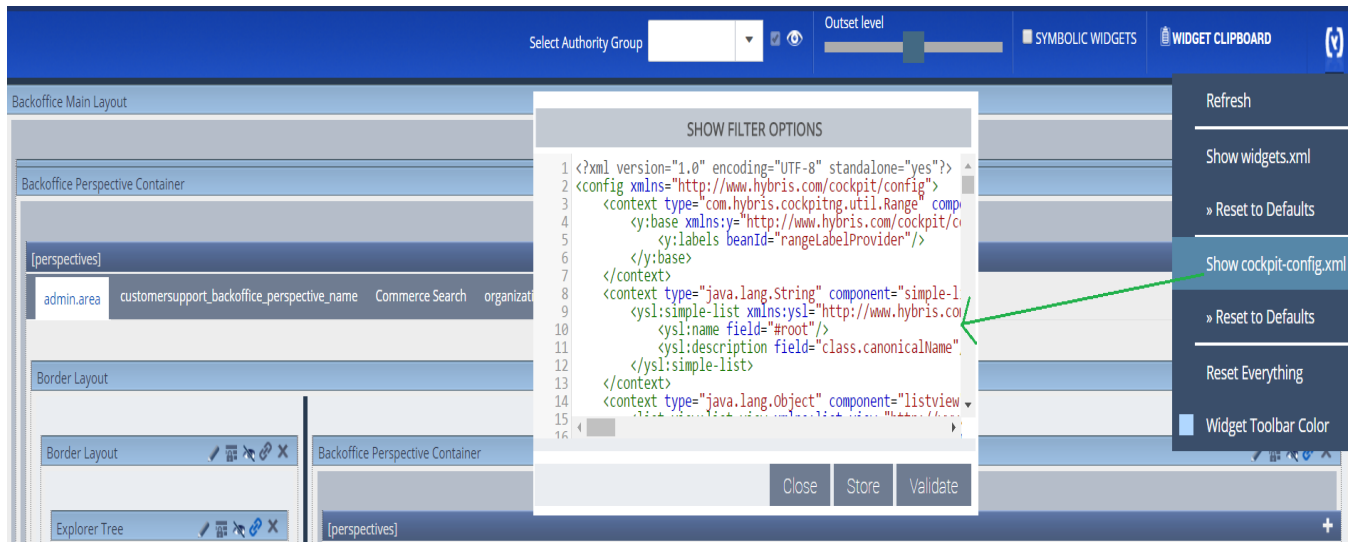 Select Authority Group
Outset level
SYMBOLIC WIDGETS
WIDGET CLIPBOARD
Backoffice Main Layout
Backoffice Perspective Container
[perspectives]
admin.area customersupport_backoffice_perspective_name Commerce Search organizati
Border Layout
Border Layout
Explorer Tree
Backoffice Perspective Container
[perspectives]
SHOW FILTER OPTIONS
1 <?xml version="1.0" encoding="UTF-8" standalone="yes"?>
2 <config xmlns="http://www.hybris.com/cockpit/config">
3 <context type="com.hybris.cockpitng.util.Range" comp
4 <y:base xmlns:y="http://www.hybris.com/cockpit/c
5 <y:labels beanId="rangeLabelProvider"/>
6 </y:base>
7 </context>
8 <context type="java.lang.String" component="simple-l
9 <ysl:simple-list xmlns:ysl="http://www.hybris.co
10 <ysl:name field="#root"/>
11 <ysl:description field="class.canonicalName"
12 </ysl:simple-list>
13 </context>
14 <context type="java.lang.Object" component="listview
15
16
Close Store Validate
Refresh
Show widgets.xml
» Reset to Defaults
Show cockpit-config.xml
» Reset to Defaults
Reset Everything
Widget Toolbar Color